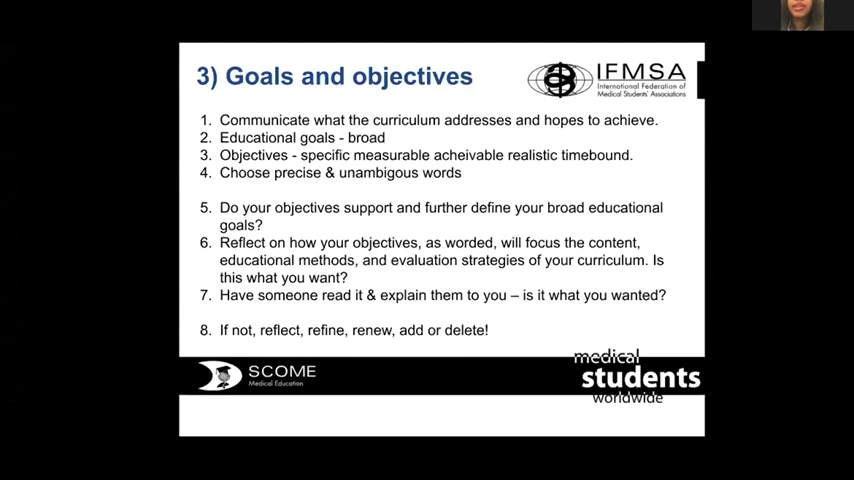 3) Goals and objectives
IFMSA
International Federation of
Medical Students' Associations
1. Communicate what the curriculum addresses and hopes to achieve.
2. Educational goals - broad
3. Objectives - specific measurable acheivable realistic timebound.
4. Choose precise & unambigous words
5. Do your objectives support and further define your broad educational
goals?
6. Reflect on how your objectives, as worded, will focus the content,
educational methods, and evaluation strategies of your curriculum. Is
this what you want?
7. Have someone read it & explain them to you – is it what you wanted?
8. If not, reflect, refine, renew, add or delete!
SCOME
Medical Education
medical
students
worldwide